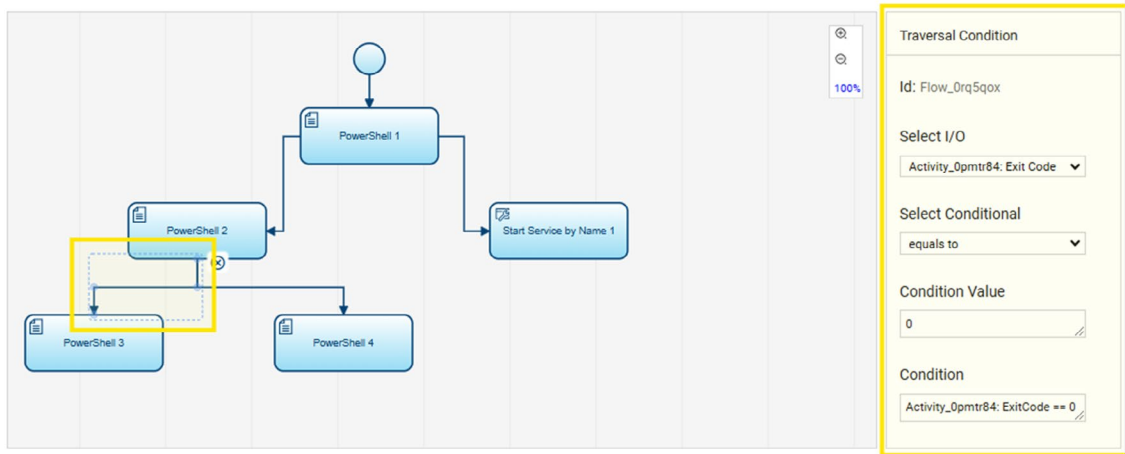 PowerShell 1
PowerShell 2
Start Service by Name 1
PowerShell 3
PowerShell 4
100%
Traversal Condition
Id: Flow_0rq5qox
Select I/O
Activity_0pmtr84: Exit Code
Select Conditional
equals to
Condition Value
0
Condition
Activity_0pmtr84: ExitCode == 0